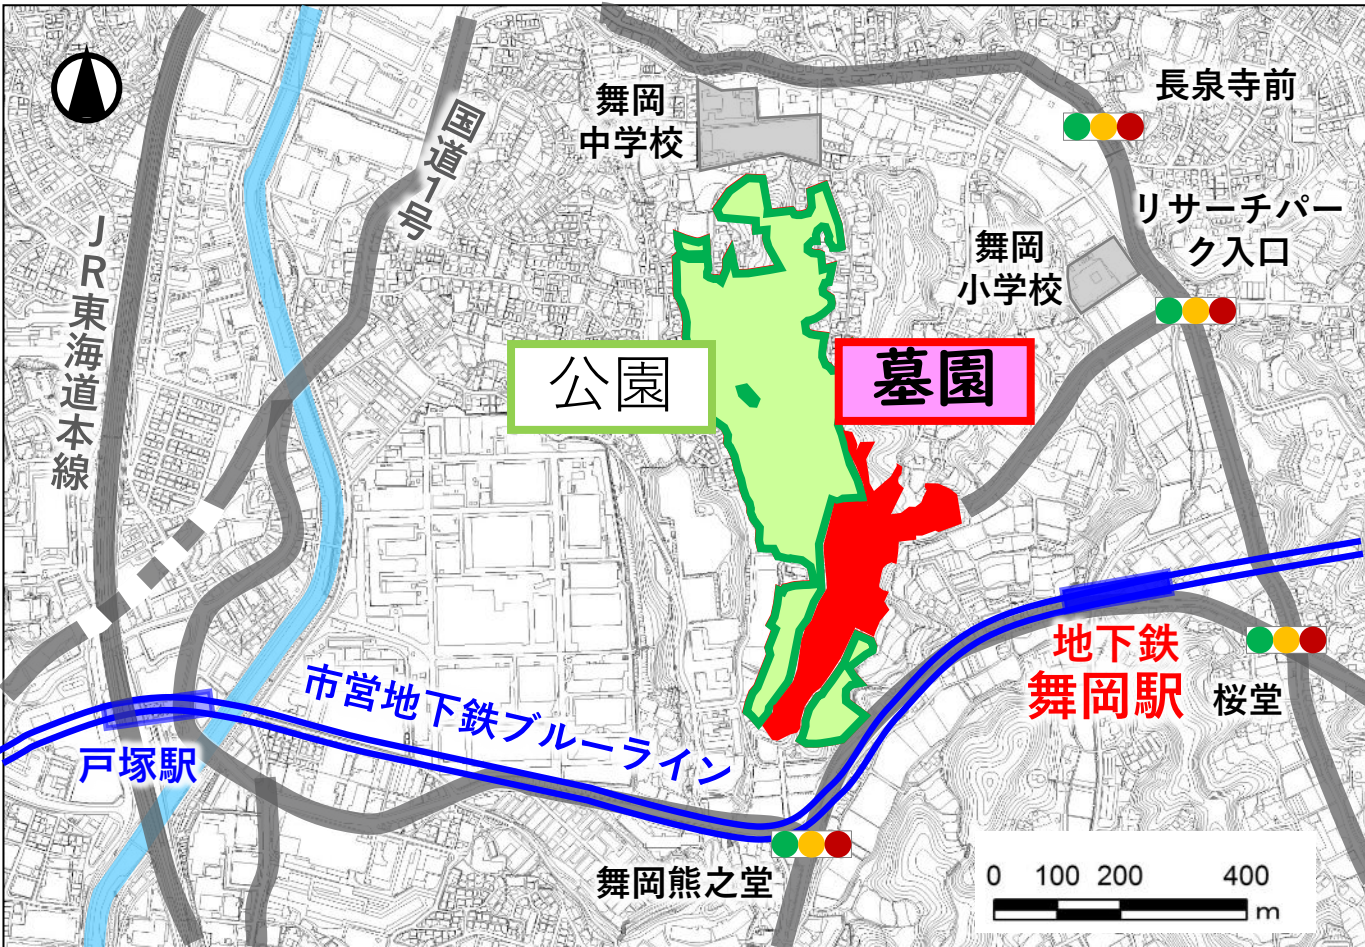 長泉寺前
舞岡
中学校
国道1号
リサーチパー
ク入口
JR東海道本線
舞岡
小学校
公園
墓園
地下鉄
舞岡駅
市営地下鉄ブルーライン
桜堂
戸塚駅
舞岡熊之堂
0 100 200 400
m